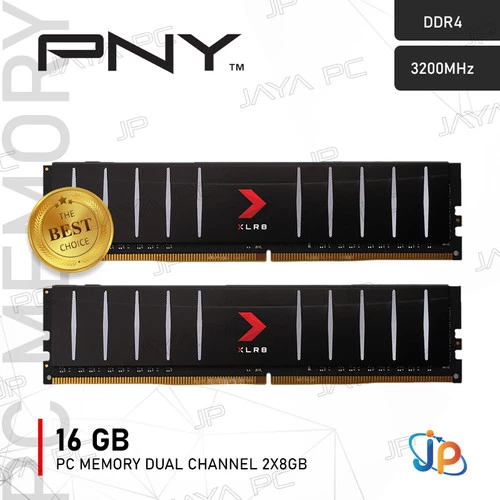 PNY™
DDR4
3200MHz
PC MEMORY
JAYA PC
JP
THE
BEST
CHOICE
XLR8
XLR8
16 GB
PC MEMORY DUAL CHANNEL 2X8GB
JP